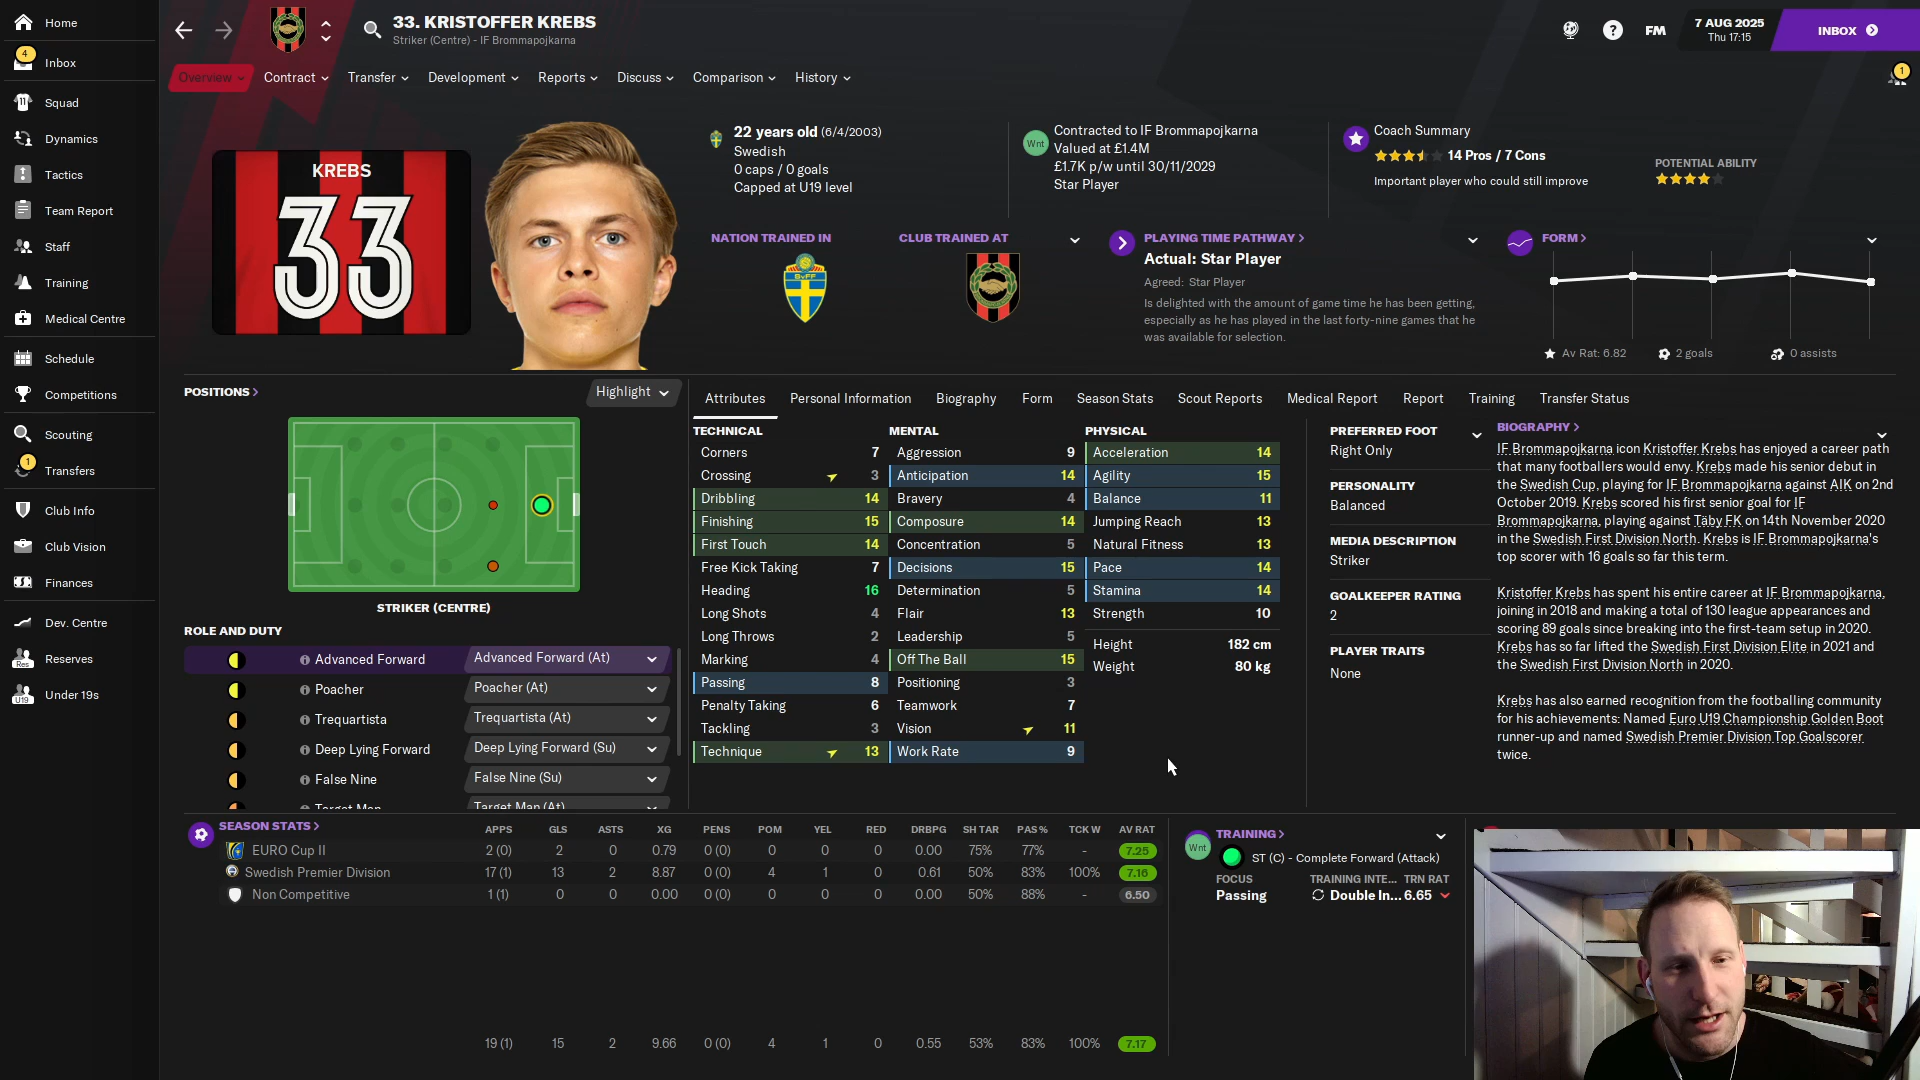 Home
4
Inbox
Squad
Dynamics
Tactics
Team Report
Staff
Training
Medical Centre
Schedule
Competitions
Scouting
1
Transfers
Club Info
Club Vision
Finances
Dev. Centre
Res
Reserves
U19
Under 19s
33. KRISTOFFER KREBS
Striker (Centre) - IF Brommapojkarna
FM
7 AUG 2025
Thu 17:15
INBOX
Overview
Contract
Transfer
Development
Reports
Discuss
Comparison
History
1
KREBS
33
22 years old (6/4/2003)
Swedish
0 caps / 0 goals
Capped at U19 level
Wnt
Contracted to IF Brommapojkarna
Valued at £1.4M
£1.7K p/w until 30/11/2029
Star Player
Coach Summary
14 Pros / 7 Cons
Important player who could still improve
POTENTIAL ABILITY
NATION TRAINED IN
CLUB TRAINED AT
PLAYING TIME PATHWAY >
Actual: Star Player
Agreed: Star Player
Is delighted with the amount of game time he has been getting,
especially as he has played in the last forty-nine games that he
was available for selection.
FORM >
Av Rat: 6.82
2 goals
0 assists
POSITIONS >
Highlight
STRIKER (CENTRE)
ROLE AND DUTY
Advanced Forward Advanced Forward (At)
Poacher Poacher (At)
Trequartista Trequartista (At)
Deep Lying Forward Deep Lying Forward (Su)
False Nine False Nine (Su)
Target Man Target Man (At)
Attributes Personal Information Biography Form Season Stats Scout Reports Medical Report Report Training Transfer Status
TECHNICAL
Corners 7
Crossing 3
Dribbling 14
Finishing 15
First Touch 14
Free Kick Taking 7
Heading 16
Long Shots 4
Long Throws 2
Marking 4
Passing 8
Penalty Taking 6
Tackling 3
Technique 13
MENTAL
Aggression 9
Anticipation 14
Bravery 4
Composure 14
Concentration 5
Decisions 15
Determination 5
Flair 13
Leadership 5
Off The Ball 15
Positioning 3
Teamwork 7
Vision 11
Work Rate 9
PHYSICAL
Acceleration 14
Agility 15
Balance 11
Jumping Reach 13
Natural Fitness 13
Pace 14
Stamina 14
Strength 10
Height 182 cm
Weight 80 kg
PREFERRED FOOT
Right Only
PERSONALITY
Balanced
MEDIA DESCRIPTION
Striker
GOALKEEPER RATING
2
PLAYER TRAITS
None
BIOGRAPHY >
IF Brommapojkarna icon Kristoffer Krebs has enjoyed a career path
that many footballers would envy. Krebs made his senior debut in
the Swedish Cup, playing for IF Brommapojkarna against AIK on 2nd
October 2019. Krebs scored his first senior goal for IF
Brommapojkarna, playing against Täby FK on 14th November 2020
in the Swedish First Division North. Krebs is IF Brommapojkarna's
top scorer with 16 goals so far this term.
Kristoffer Krebs has spent his entire career at IF Brommapojkarna,
joining in 2018 and making a total of 130 league appearances and
scoring 89 goals since breaking into the first-team setup in 2020.
Krebs has so far lifted the Swedish First Division Elite in 2021 and
the Swedish First Division North in 2020.
Krebs has also earned recognition from the footballing community
for his achievements: Named Euro U19 Championship Golden Boot
runner-up and named Swedish Premier Division Top Goalscorer
twice.
SEASON STATS > APPS GLS ASTS XG PENS POM YEL RED DRBPG SH TAR PAS % TCK W AV RAT
EURO Cup II 2 (0) 2 0 0.79 0 (0) 0 0 0 0.00 75% 77% - 7.25
Swedish Premier Division 17 (1) 13 2 8.87 0 (0) 4 1 0 0.61 50% 83% 100% 7.16
Non Competitive 1 (1) 0 0 0.00 0 (0) 0 0 0 0.00 50% 88% - 6.50
19 (1) 15 2 9.66 0 (0) 4 1 0 0.55 53% 83% 100% 7.17
Wnt
TRAINING >
ST (C) - Complete Forward (Attack)
FOCUS TRAINING INTE... TRN RAT
Passing Double In... 6.65